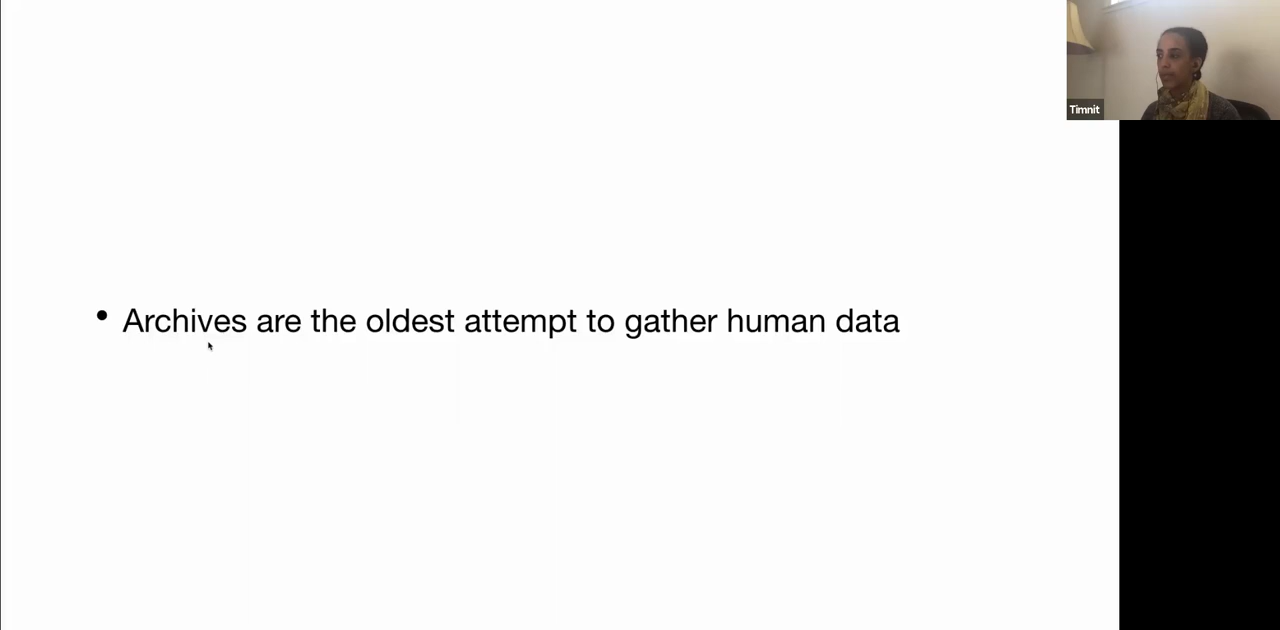 Timnit
• Archives are the oldest attempt to gather human data